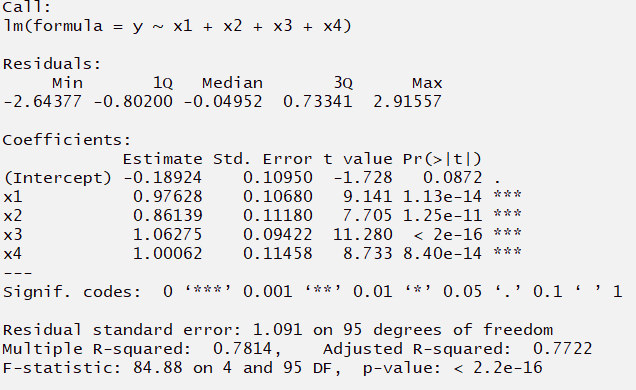 Call:
lm(formula = y ~ x1 + x2 + x3 + x4)
Residuals:
Min 1Q Median 3Q Max
-2.64377 -0.80200 -0.04952 0.73341 2.91557
Coefficients:
Estimate Std. Error t value Pr(>|t|)
(Intercept) -0.18924 0.10950 -1.728 0.0872 .
x1 0.97628 0.10680 9.141 1.13e-14 ***
x2 0.86139 0.11180 7.705 1.25e-11 ***
x3 1.06275 0.09422 11.280 < 2e-16 ***
x4 1.00062 0.11458 8.733 8.40e-14 ***
---
Signif. codes: 0 ‘***’ 0.001 ‘**’ 0.01 ‘*’ 0.05 ‘.’ 0.1 ‘ ’ 1
Residual standard error: 1.091 on 95 degrees of freedom
Multiple R-squared: 0.7814, Adjusted R-squared: 0.7722
F-statistic: 84.88 on 4 and 95 DF, p-value: < 2.2e-16